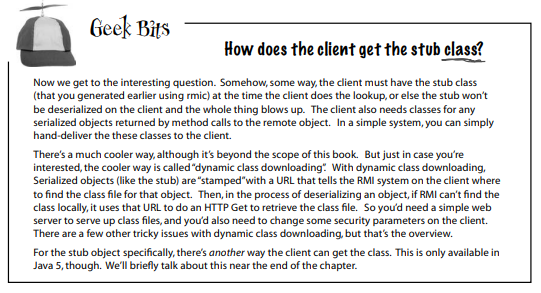 Geek Bits
How does the client get the stub class?
Now we get to the interesting question.  Somehow, some way, the client must have the stub class
(that you generated earlier using rmic) at the time the client does the lookup, or else the stub won't
be deserialized on the client and the whole thing blows up.  The client also needs classes for any
serialized objects returned by method calls to the remote object.  In a simple system, you can simply
hand-deliver the these classes to the client.
There's a much cooler way, although it's beyond the scope of this book.  But just in case you're
interested, the cooler way is called "dynamic class downloading".  With dynamic class downloading,
Serialized objects (like the stub) are "stamped" with a URL that tells the RMI system on the client where
to find the class file for that object.  Then, in the process of deserializing an object, if RMI can't find the
class locally, it uses that URL to do an HTTP Get to retrieve the class file.  So you'd need a simple web
server to serve up class files, and you'd also need to change some security parameters on the client.
There are a few other tricky issues with dynamic class downloading, but that's the overview.
For the stub object specifically, there's another way the client can get the class.  This is only available in
Java 5, though.  We'll briefly talk about this near the end of the chapter.